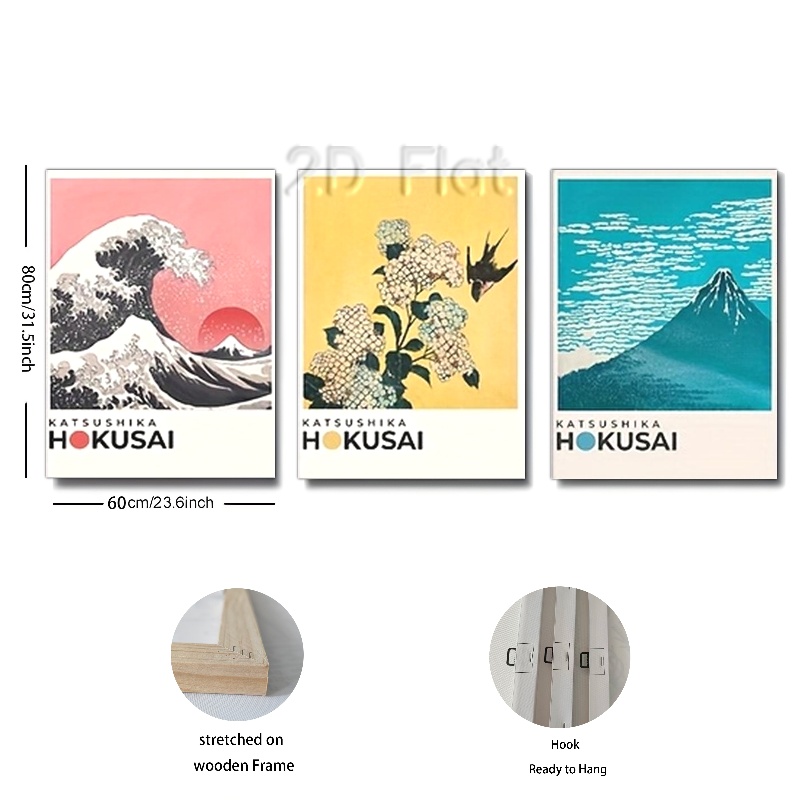 2D Flat
80cm/31.5inch
KATSUSHIKA
HOKUSAI
KATSUSHIKA
HOKUSAI
KATSUSHIKA
HOKUSAI
60cm/23.6inch
stretched on
wooden Frame
Hook
Ready to Hang